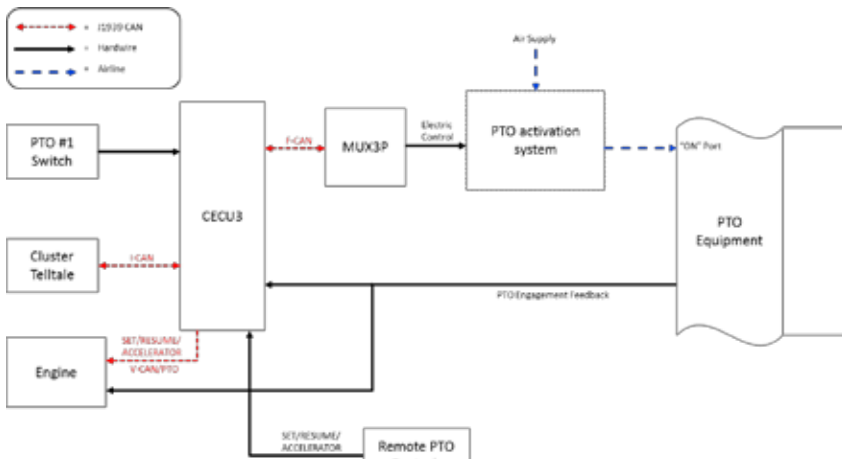 = J1939 CAN
= Hardwire
= Airline
Air Supply
PTO #1
Switch
F-CAN
MUX3P
Electric
Control
PTO activation
system
"ON" Port
CECU3
PTO
Equipment
Cluster
Telltale
I-CAN
PTO Engagement Feedback
SET/RESUME/
ACCELERATOR
V-CAN/PTO
Engine
SET/RESUME/
ACCELERATOR
Remote PTO